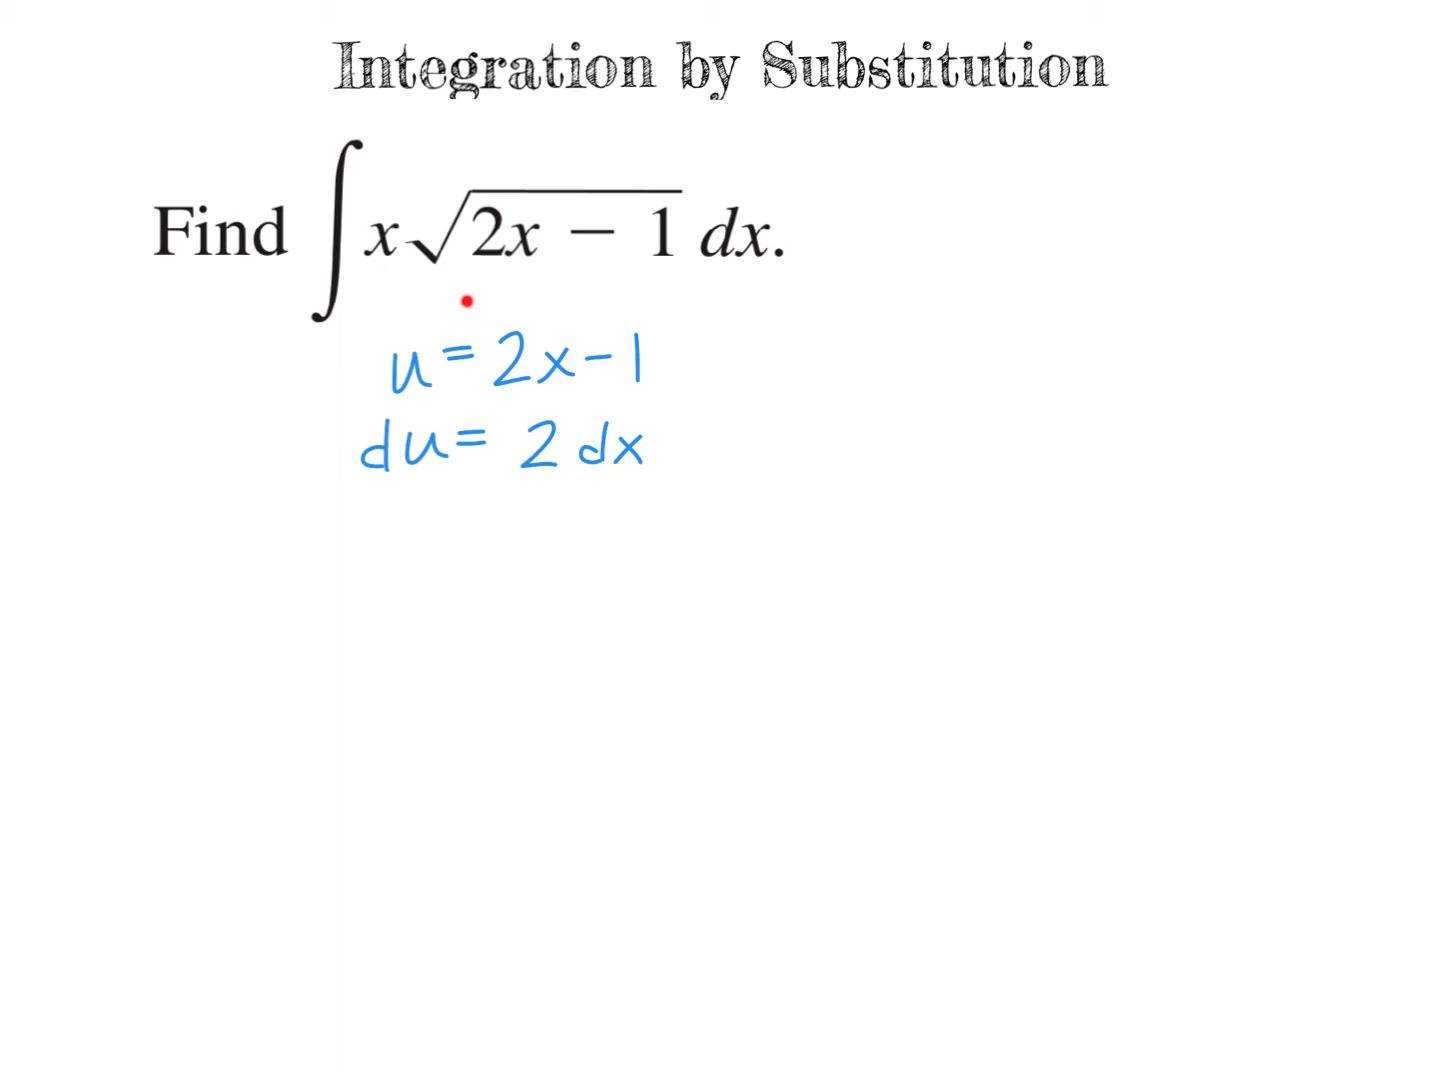 Integration by Substitution
Find ∫ x√(2x − 1) dx.
u = 2x − 1
du = 2 dx